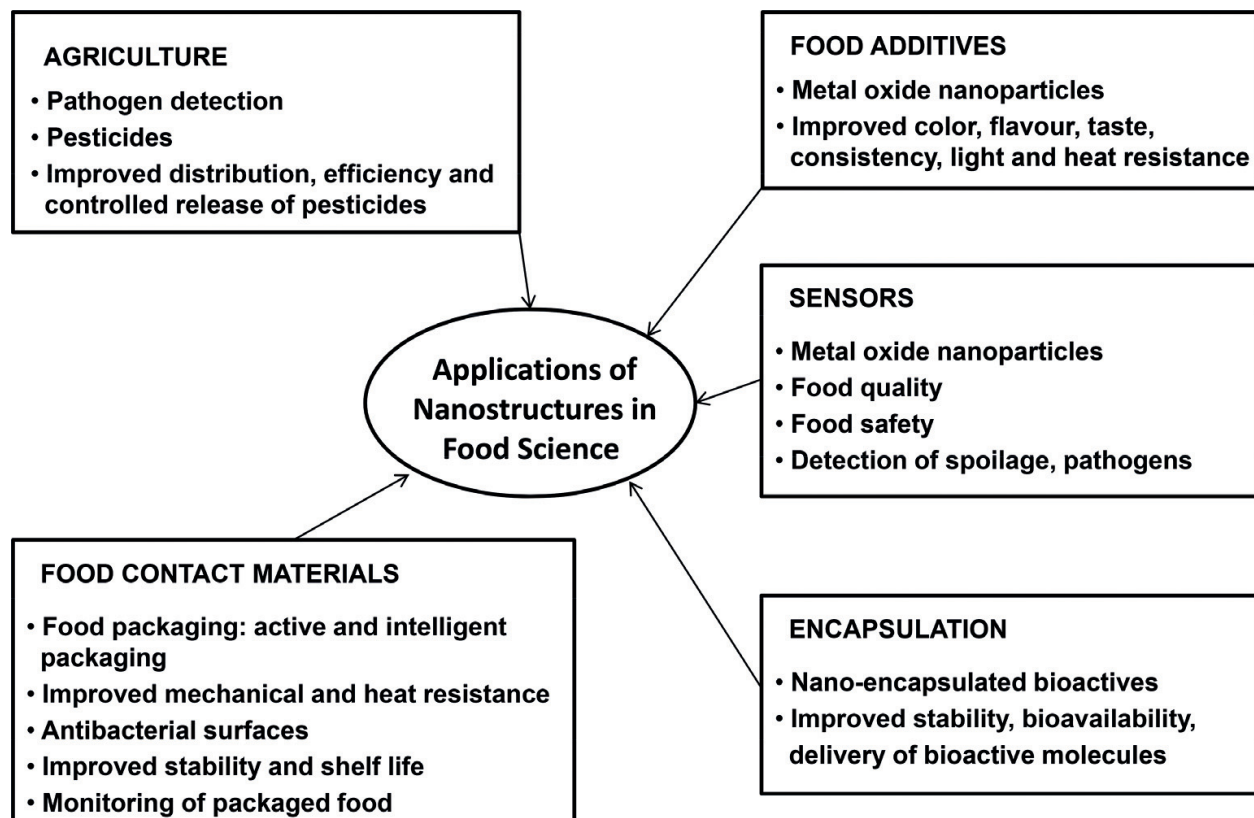 AGRICULTURE
• Pathogen detection
• Pesticides
• Improved distribution, efficiency and
controlled release of pesticides
FOOD ADDITIVES
• Metal oxide nanoparticles
• Improved color, flavour, taste,
consistency, light and heat resistance
Applications of
Nanostructures in
Food Science
SENSORS
• Metal oxide nanoparticles
• Food quality
• Food safety
• Detection of spoilage, pathogens
FOOD CONTACT MATERIALS
• Food packaging: active and intelligent
packaging
• Improved mechanical and heat resistance
• Antibacterial surfaces
• Improved stability and shelf life
• Monitoring of packaged food
ENCAPSULATION
• Nano-encapsulated bioactives
• Improved stability, bioavailability,
delivery of bioactive molecules